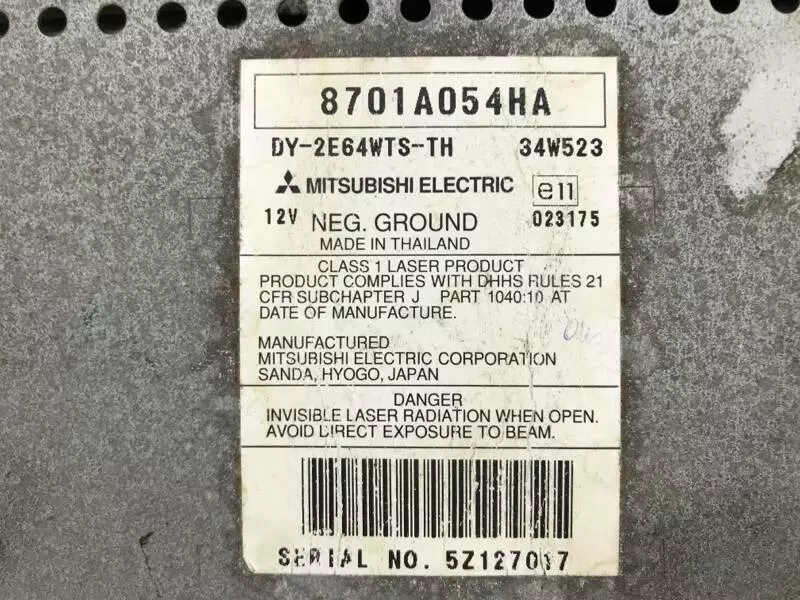 8701A054HA
DY-2E64WTS-TH 34W523
MITSUBISHI ELECTRIC e11
12V NEG. GROUND 023175
MADE IN THAILAND
CLASS 1 LASER PRODUCT
PRODUCT COMPLIES WITH DHHS RULES 21
CFR SUBCHAPTER J PART 1040:10 AT
DATE OF MANUFACTURE.
MANUFACTURED
MITSUBISHI ELECTRIC CORPORATION
SANDA, HYOGO, JAPAN
DANGER
INVISIBLE LASER RADIATION WHEN OPEN.
AVOID DIRECT EXPOSURE TO BEAM.
SERIAL NO. 5Z127017